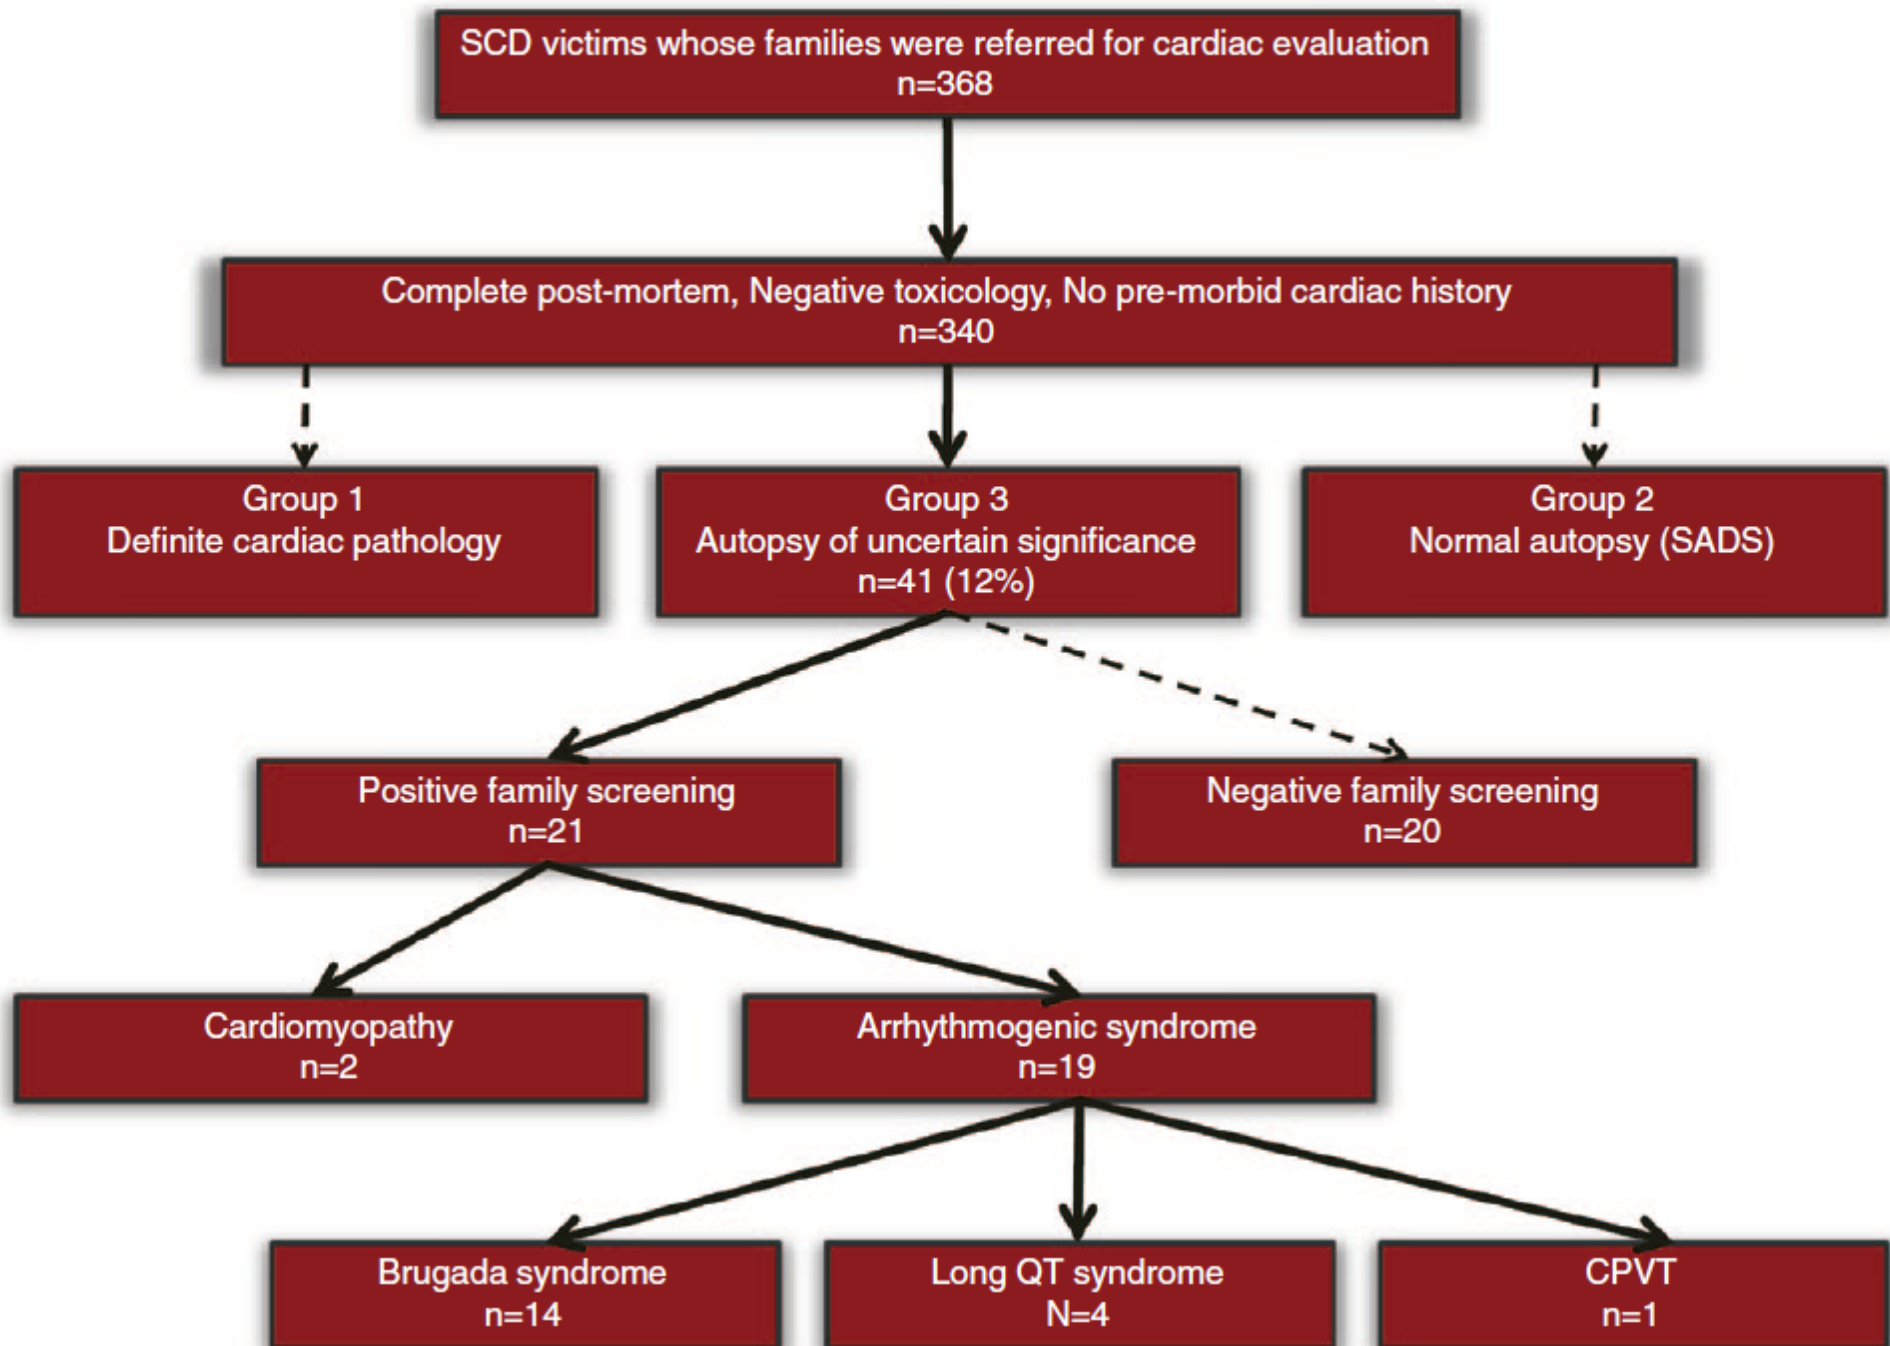 SCD victims whose families were referred for cardiac evaluation
n=368
Complete post-mortem, Negative toxicology, No pre-morbid cardiac history
n=340
Group 1
Definite cardiac pathology
Group 3
Autopsy of uncertain significance
n=41 (12%)
Group 2
Normal autopsy (SADS)
Positive family screening
n=21
Negative family screening
n=20
Cardiomyopathy
n=2
Arrhythmogenic syndrome
n=19
Brugada syndrome
n=14
Long QT syndrome
N=4
CPVT
n=1